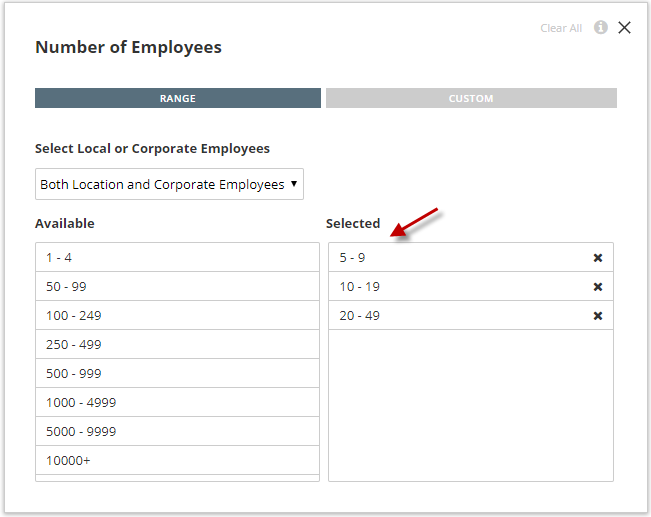 Clear All
Number of Employees
RANGE
CUSTOM
Select Local or Corporate Employees
Both Location and Corporate Employees
Available
Selected
1 - 4
50 - 99
100 - 249
250 - 499
500 - 999
1000 - 4999
5000 - 9999
10000+
5 - 9
10 - 19
20 - 49